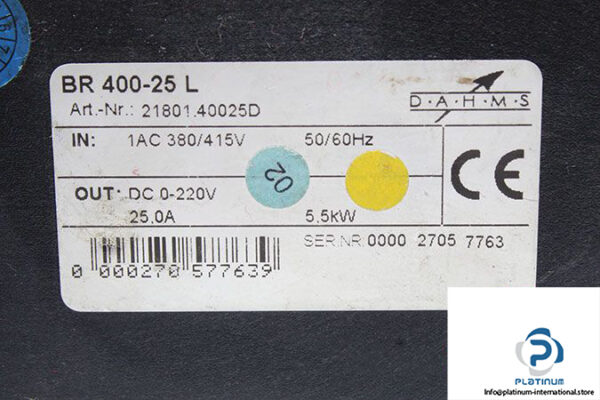 BR 400-25 L
Art.-Nr.: 21801.40025D
D·A·H·M·S
IN: 1AC 380/415V 50/60Hz
02
OUT: DC 0-220V
25.0A 5.5kW
CE
SER.NR. 0000 2705 7763
0 000270 577639
PLATINUM
info@platinum-international.store